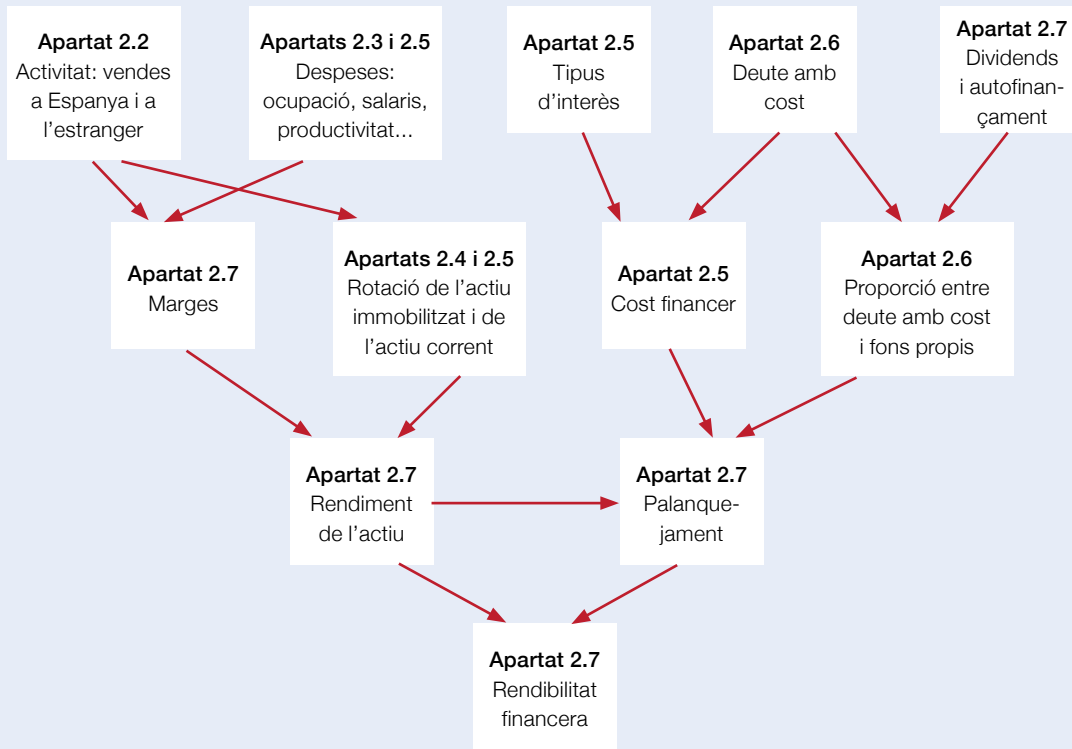 Apartat 2.2
Activitat: vendes
a Espanya i a
l’estranger
Apartats 2.3 i 2.5
Despeses:
ocupació, salaris,
productivitat...
Apartat 2.5
Tipus
d’interès
Apartat 2.6
Deute amb
cost
Apartat 2.7
Dividends
i autofinan-
çament
Apartat 2.7
Marges
Apartats 2.4 i 2.5
Rotació de l’actiu
immobilitzat i de
l’actiu corrent
Apartat 2.5
Cost financer
Apartat 2.6
Proporció entre
deute amb cost
i fons propis
Apartat 2.7
Rendiment
de l’actiu
Apartat 2.7
Palanque-
jament
Apartat 2.7
Rendibilitat
financera